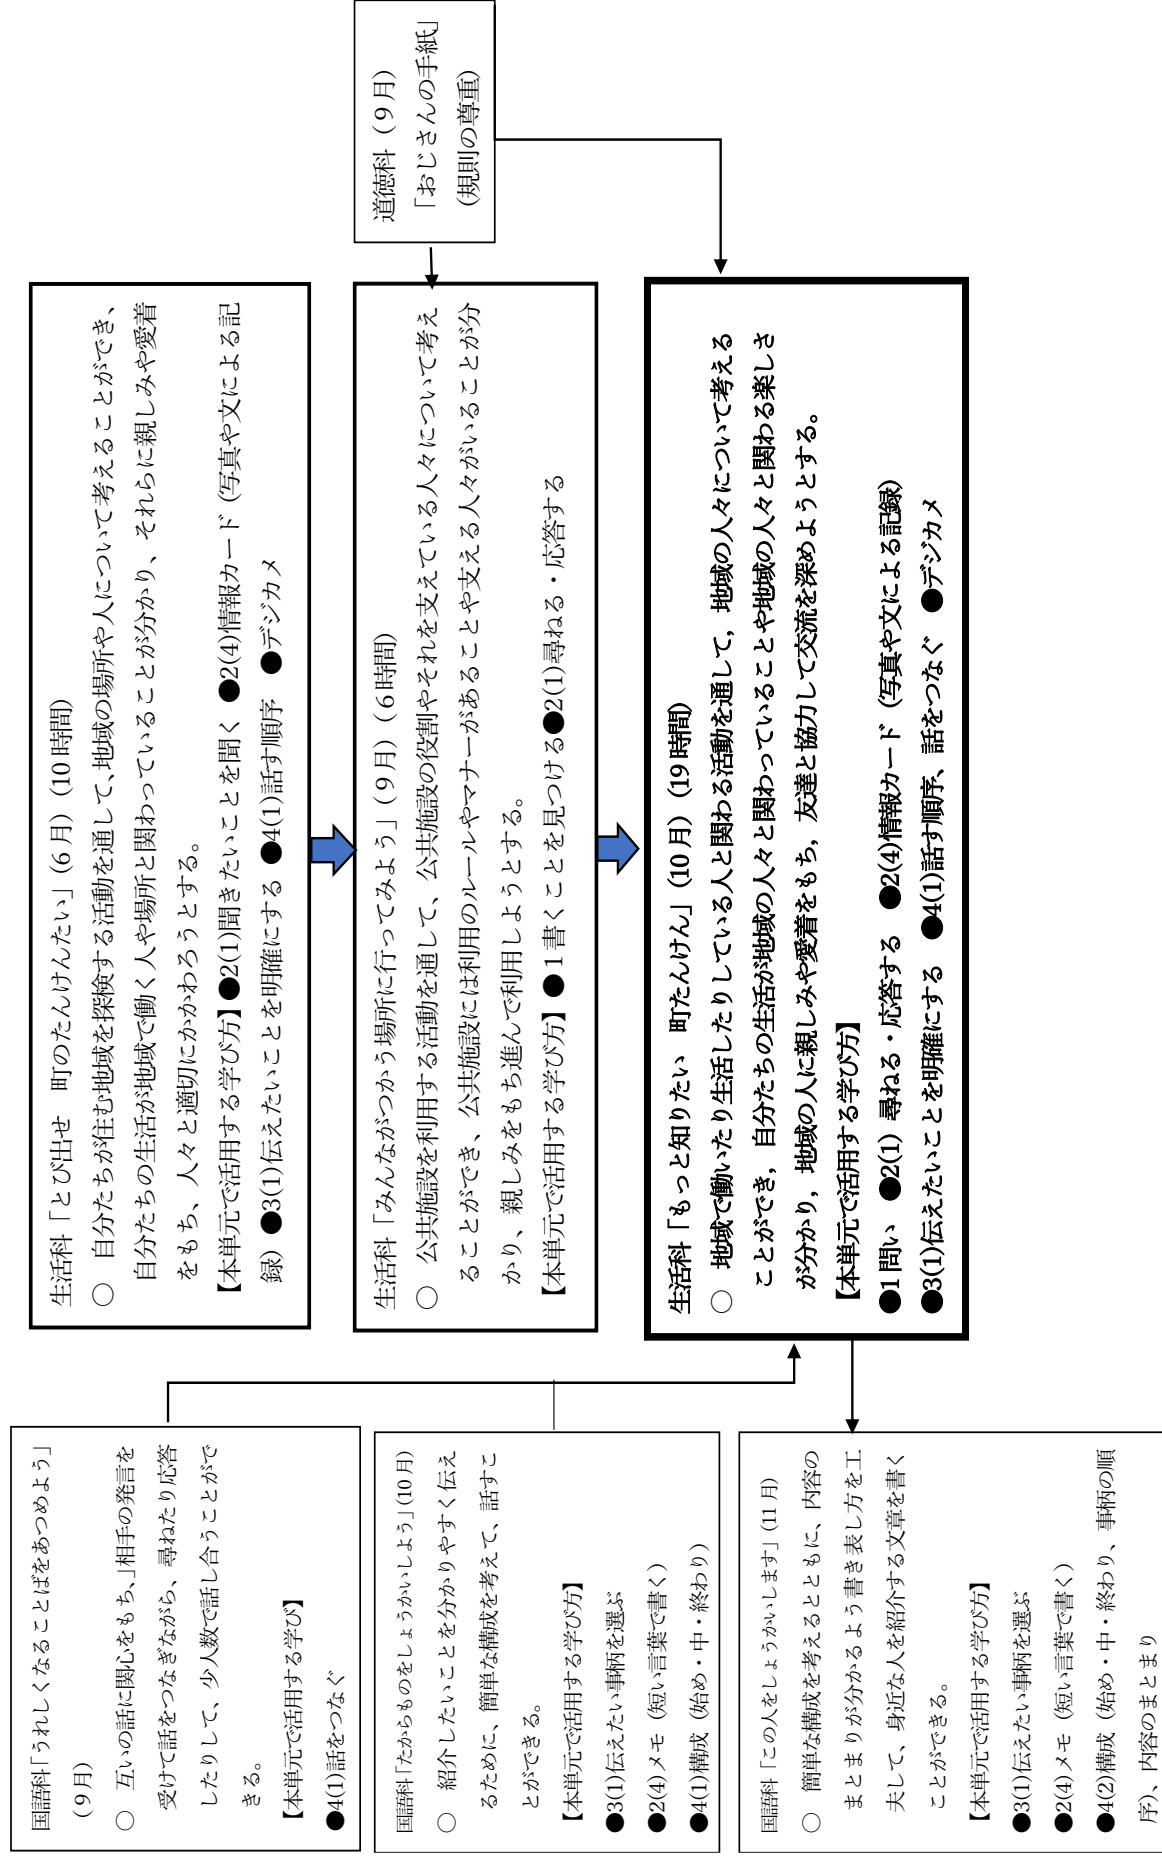 国語科「うれしくなることばをあつめよう」
(９月)
○ 互いの話に関心をもち、」相手の発言を
受けて話をつなぎながら、尋ねたり応答
したりして、少人数で話し合うことがで
きる。
【本単元で活用する学び】
●4(1)話をつなぐ
国語科「たからものをしょうかいしよう」(10月)
○ 紹介したいことを分かりやすく伝え
るために、簡単な構成を考えて、話すこ
とができる。
【本単元で活用する学び方】
●3(1)伝えたい事柄を選ぶ
●2(4)メモ（短い言葉で書く）
●4(1)構成（始め・中・終わり）
国語科「この人をしょうかいします」(11月)
○ 簡単な構成を考えるとともに、内容の
まとまりが分かるよう書き表し方を工
夫して、身近な人を紹介する文章を書く
ことができる。
【本単元で活用する学び方】
●3(1)伝えたい事柄を選ぶ
●2(4)メモ（短い言葉で書く）
●4(2)構成（始め・中・終わり、事柄の順
序）、内容のまとまり
生活科「とび出せ　町のたんけんたい」(６月)（10時間）
○ 自分たちが住む地域を探検する活動を通して、地域の場所や人について考えることができ、
自分たちの生活が地域で働く人や場所と関わっていることが分かり、それらに親しみや愛着
をもち、人々と適切にかかわろうとする。
【本単元で活用する学び方】●2(1)聞きたいことを聞く ●2(4)情報カード（写真や文による記
録）●3(1)伝えたいことを明確にする ●4(1)話す順序 ●デジカメ
生活科「みんながつかう場所に行ってみよう」(９月)（６時間）
○ 公共施設を利用する活動を通して、公共施設の役割やそれを支えている人々について考え
ることができ、公共施設には利用のルールやマナーがあることや支える人々がいることが分
かり、親しみをもち進んで利用しようとする。
【本単元で活用する学び方】●１書くことを見つける●2(1)尋ねる・応答する
生活科「もっと知りたい　町たんけん」(10月)（19時間）
○ 地域で働いたり生活したりしている人と関わる活動を通して，地域の人々について考える
ことができ，自分たちの生活が地域の人々と関わっていることや地域の人々と関わる楽しさ
が分かり，地域の人に親しみや愛着をもち，友達と協力して交流を深めようとする。
【本単元で活用する学び方】
●1問い ●2(1) 尋ねる・応答する ●2(4)情報カード（写真や文による記録）
●3(1)伝えたいことを明確にする ●4(1)話す順序、話をつなぐ ●デジカメ
道徳科（９月）
「おじさんの手紙」
（規則の尊重）